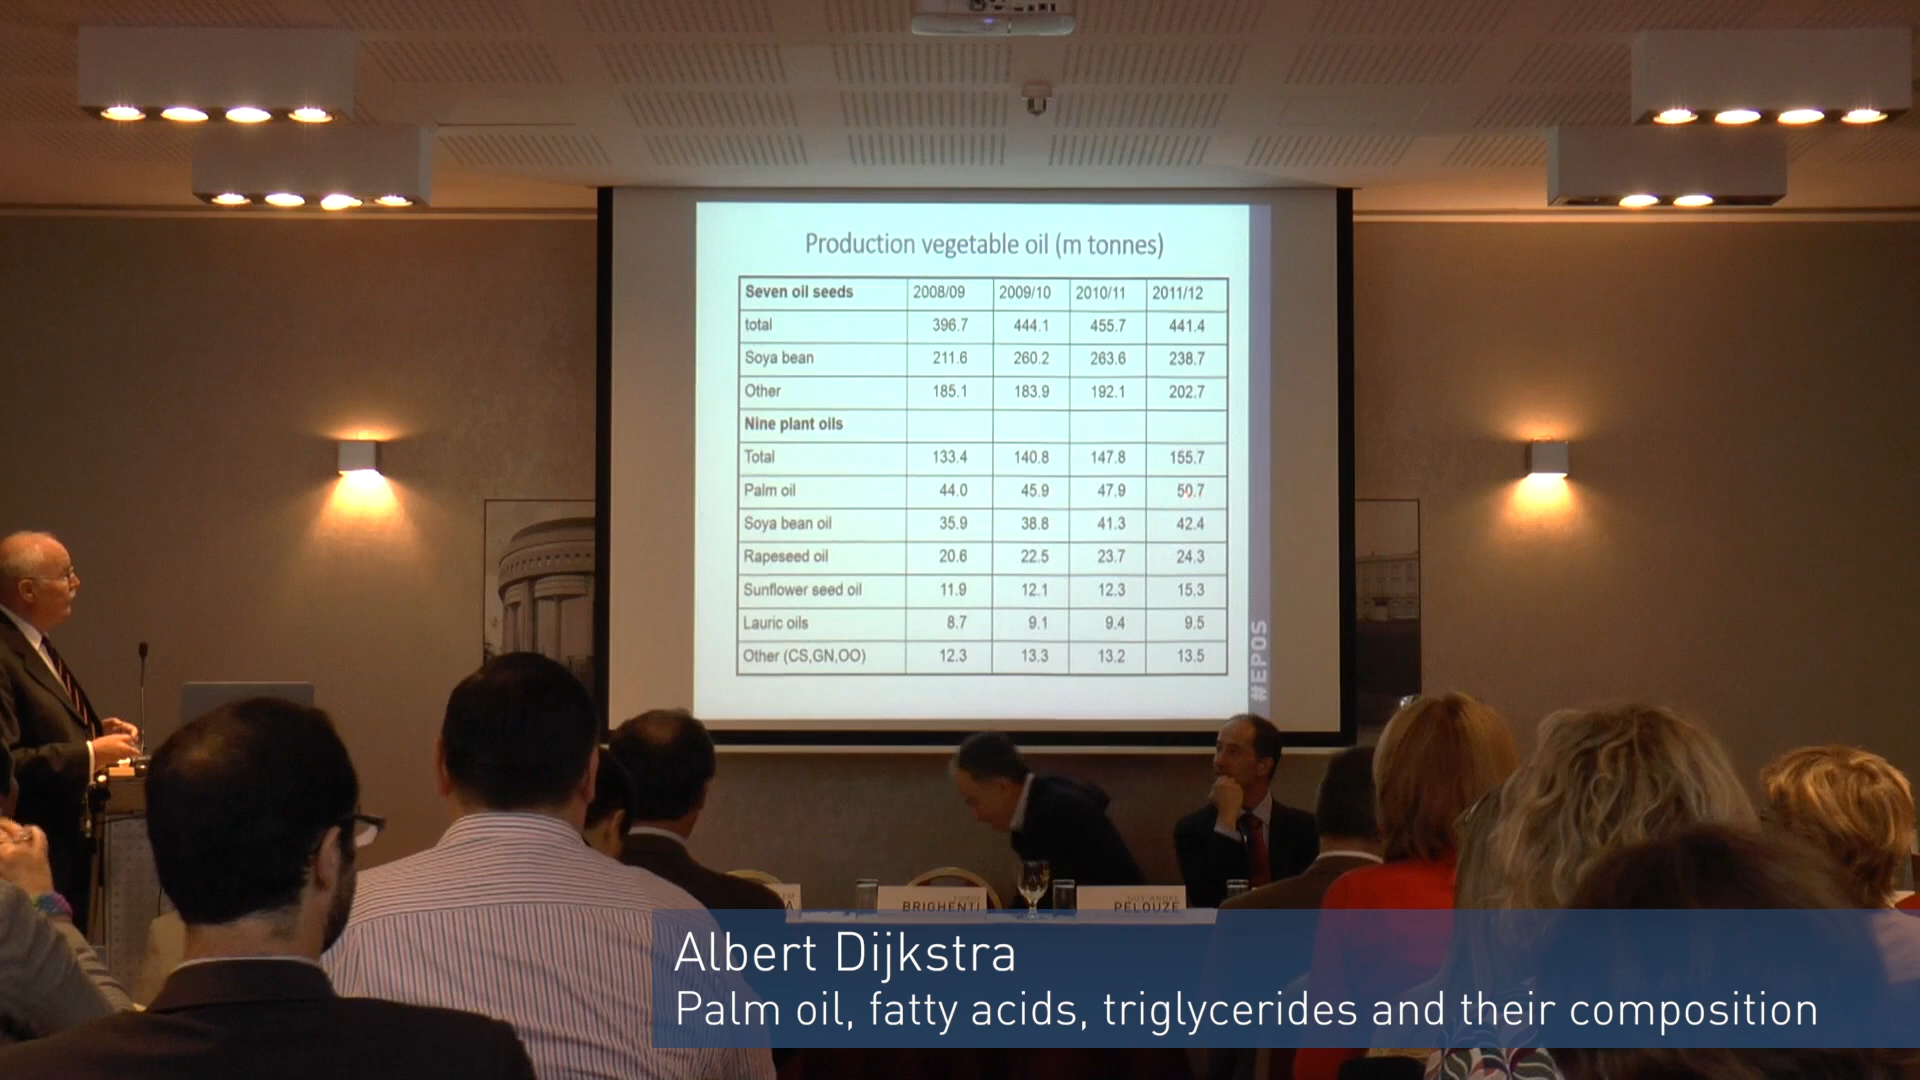 Production vegetable oil (m tonnes)
Seven oil seeds 2008/09 2009/10 2010/11 2011/12
total 396.7 444.1 455.7 441.4
Soya bean 211.6 260.2 263.6 238.7
Other 185.1 183.9 192.1 202.7
Nine plant oils
Total 133.4 140.8 147.8 155.7
Palm oil 44.0 45.9 47.9 50.7
Soya bean oil 35.9 38.8 41.3 42.4
Rapeseed oil 20.6 22.5 23.7 24.3
Sunflower seed oil 11.9 12.1 12.3 15.3
Lauric oils 8.7 9.1 9.4 9.5
Other (CS,GN,OO) 12.3 13.3 13.2 13.5
#EPOS
BRIGHENTI
PELOUZE
Albert Dijkstra
Palm oil, fatty acids, triglycerides and their composition